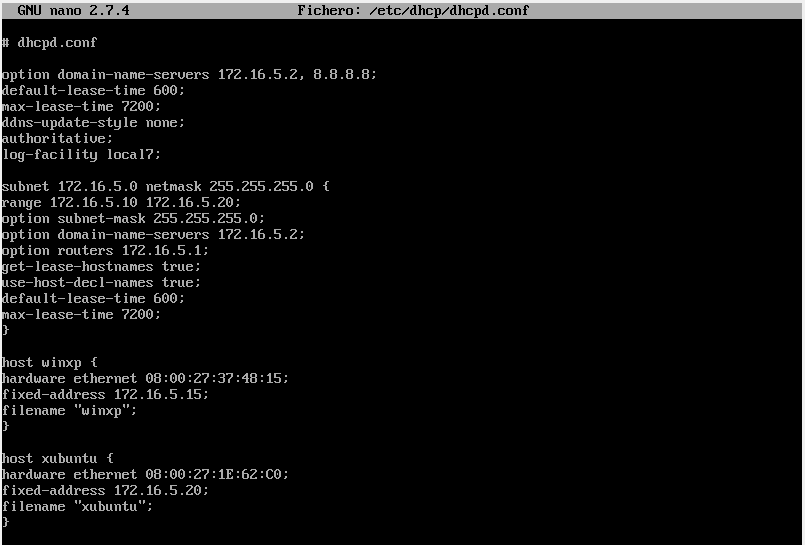 GNU nano 2.7.4 Fichero: /etc/dhcp/dhcpd.conf
# dhcpd.conf
option domain-name-servers 172.16.5.2, 8.8.8.8;
default-lease-time 600;
max-lease-time 7200;
ddns-update-style none;
authoritative;
log-facility local7;
subnet 172.16.5.0 netmask 255.255.255.0 {
range 172.16.5.10 172.16.5.20;
option subnet-mask 255.255.255.0;
option domain-name-servers 172.16.5.2;
option routers 172.16.5.1;
get-lease-hostnames true;
use-host-decl-names true;
default-lease-time 600;
max-lease-time 7200;
}
host winxp {
hardware ethernet 08:00:27:37:48:15;
fixed-address 172.16.5.15;
filename "winxp";
}
host xubuntu {
hardware ethernet 08:00:27:1E:62:C0;
fixed-address 172.16.5.20;
filename "xubuntu";
}